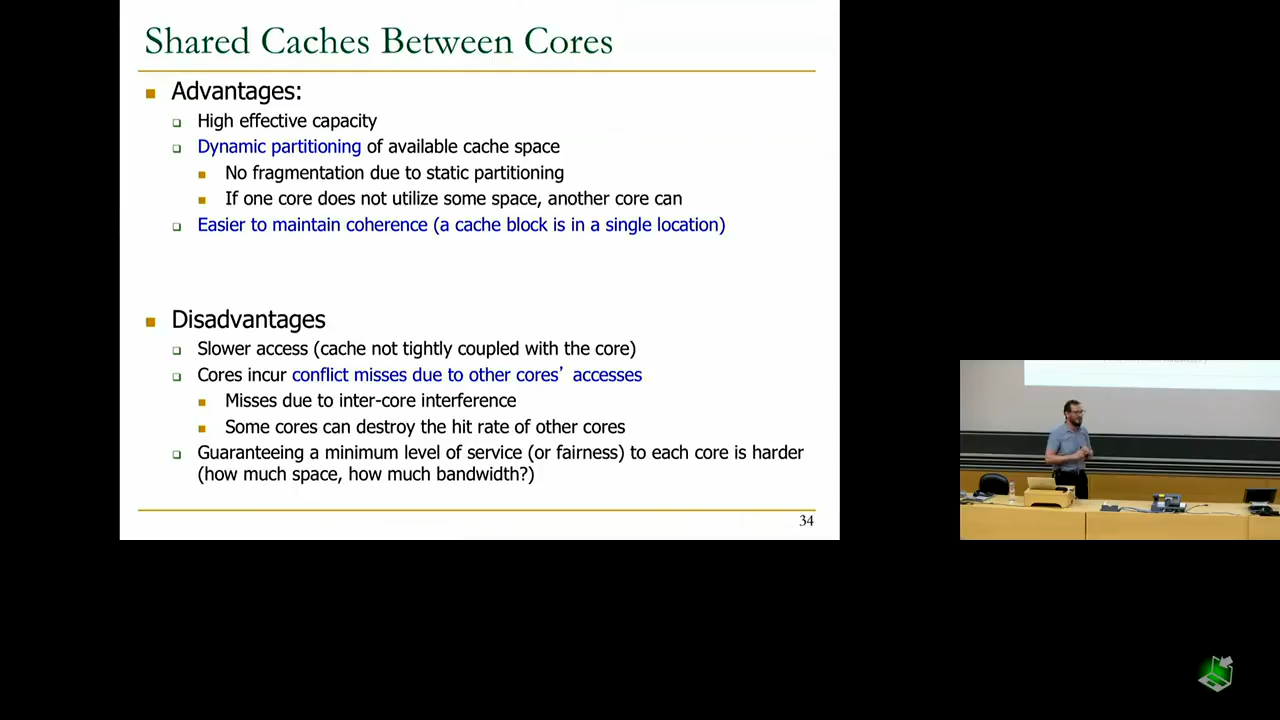 Shared Caches Between Cores
Advantages:
High effective capacity
Dynamic partitioning of available cache space
No fragmentation due to static partitioning
If one core does not utilize some space, another core can
Easier to maintain coherence (a cache block is in a single location)
Disadvantages
Slower access (cache not tightly coupled with the core)
Cores incur conflict misses due to other cores’ accesses
Misses due to inter-core interference
Some cores can destroy the hit rate of other cores
Guaranteeing a minimum level of service (or fairness) to each core is harder
(how much space, how much bandwidth?)
34